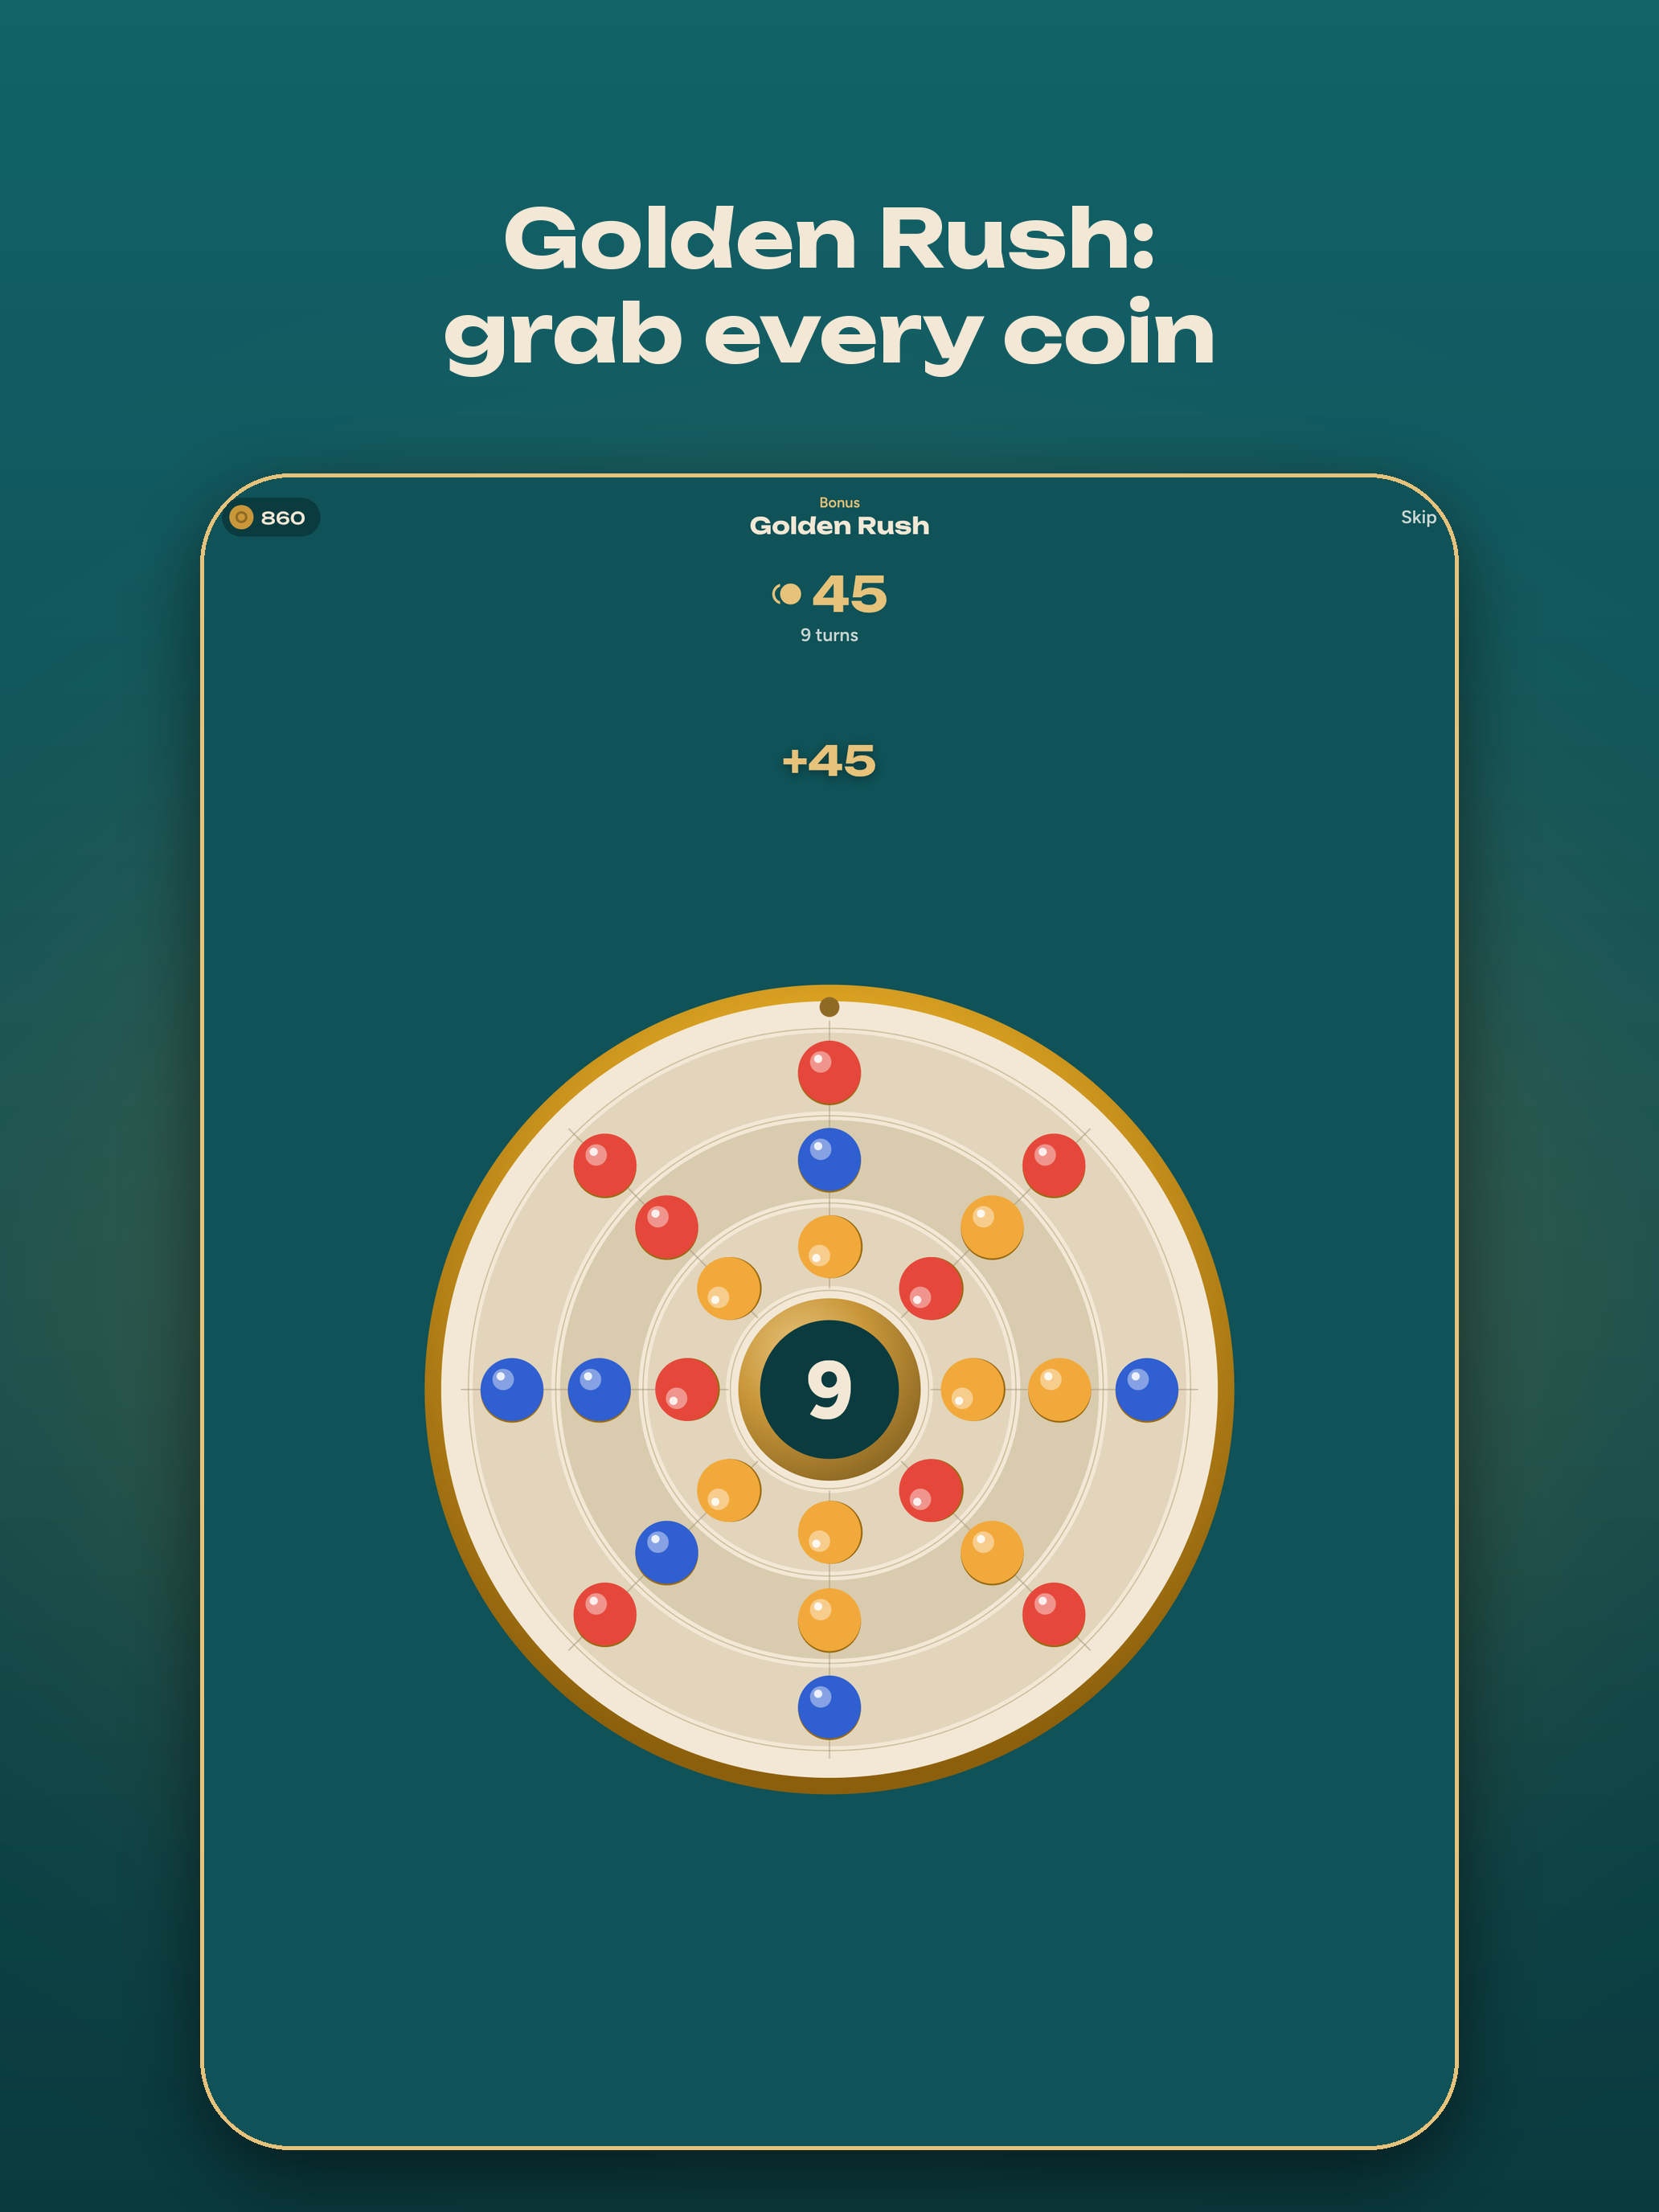 Golden Rush:
grab every coin
860
Bonus
Golden Rush
Skip
45
9 turns
+45
9